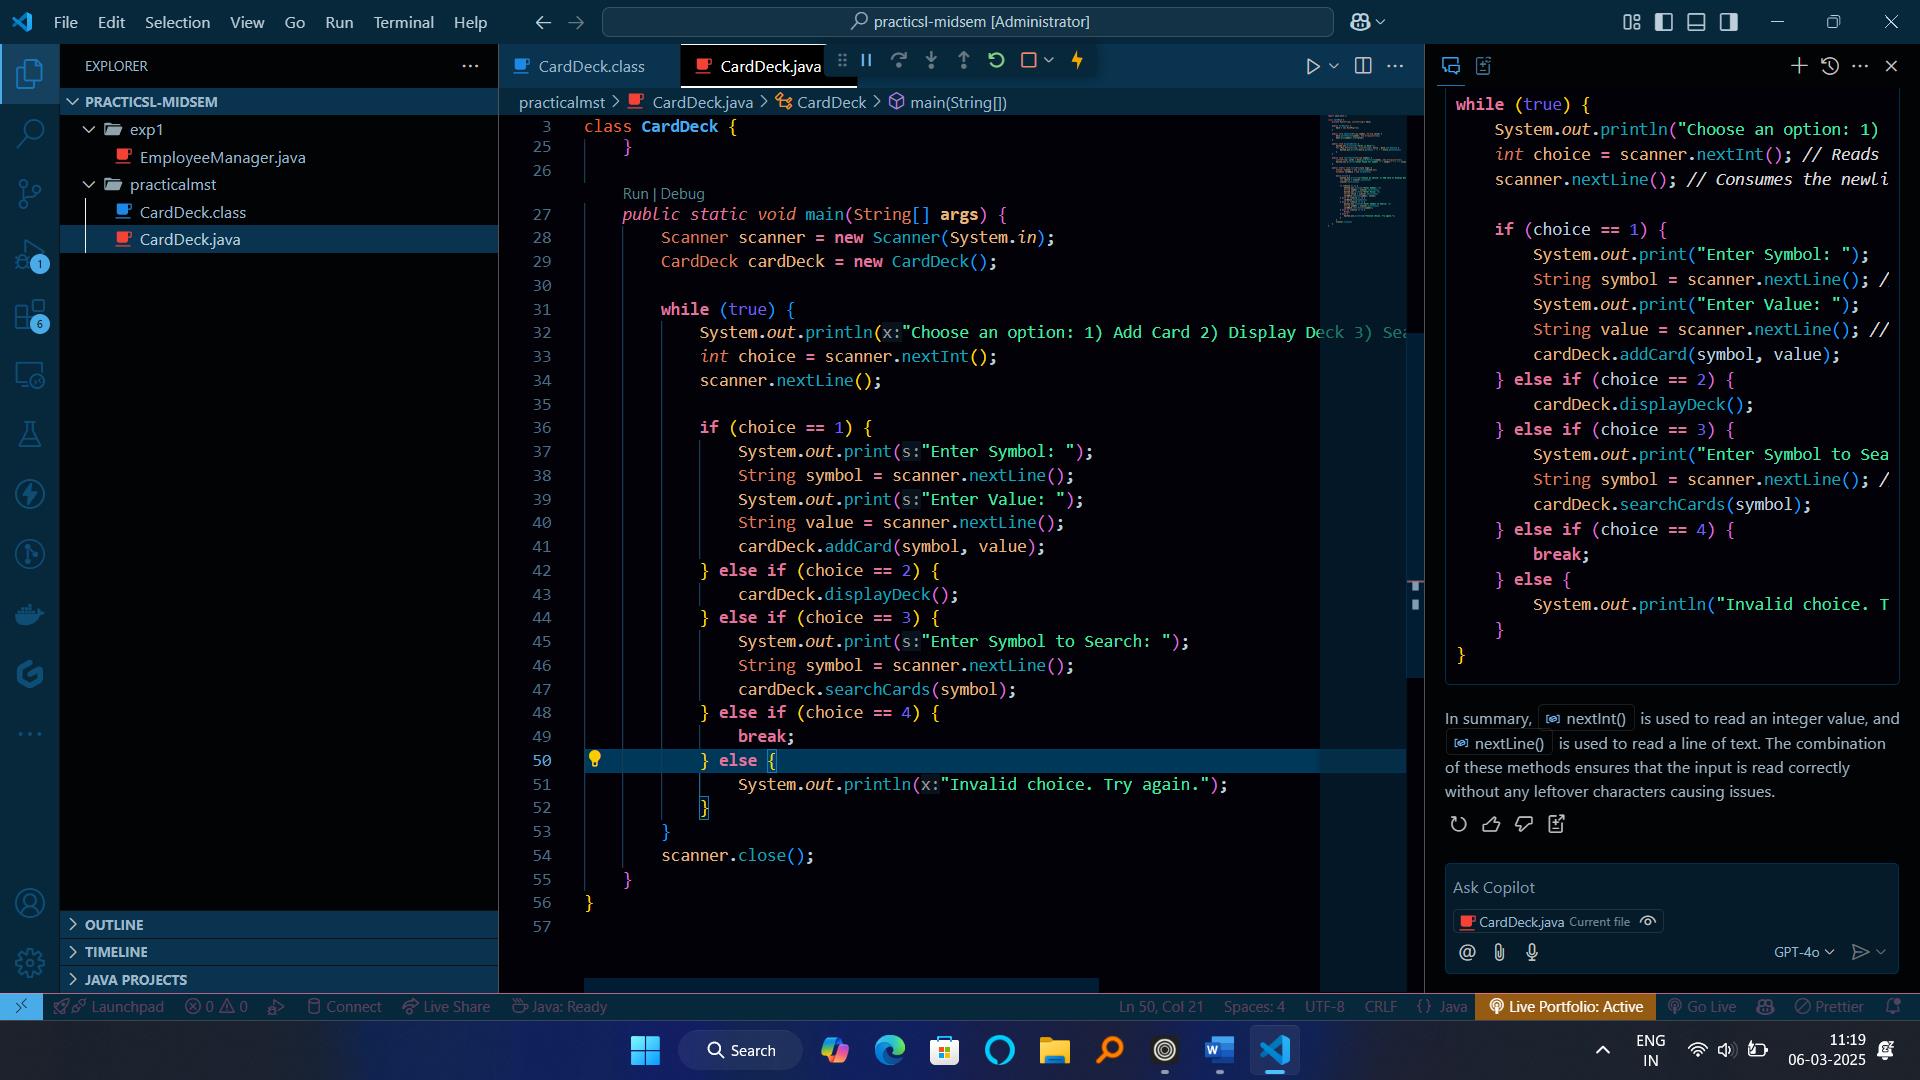 File Edit Selection View Go Run Terminal Help
practicsl-midsem [Administrator]
EXPLORER
PRACTICSL-MIDSEM
exp1
EmployeeManager.java
practicalmst
CardDeck.class
CardDeck.java
OUTLINE
TIMELINE
JAVA PROJECTS
1
6
CardDeck.class
CardDeck.java
practicalmst > CardDeck.java > CardDeck > main(String[])
3 class CardDeck {
25 }
26
Run | Debug
27 public static void main(String[] args) {
28 Scanner scanner = new Scanner(System.in);
29 CardDeck cardDeck = new CardDeck();
30
31 while (true) {
32 System.out.println(x:"Choose an option: 1) Add Card 2) Display Deck 3) Sea
33 int choice = scanner.nextInt();
34 scanner.nextLine();
35
36 if (choice == 1) {
37 System.out.print(s:"Enter Symbol: ");
38 String symbol = scanner.nextLine();
39 System.out.print(s:"Enter Value: ");
40 String value = scanner.nextLine();
41 cardDeck.addCard(symbol, value);
42 } else if (choice == 2) {
43 cardDeck.displayDeck();
44 } else if (choice == 3) {
45 System.out.print(s:"Enter Symbol to Search: ");
46 String symbol = scanner.nextLine();
47 cardDeck.searchCards(symbol);
48 } else if (choice == 4) {
49 break;
50 } else {
51 System.out.println(x:"Invalid choice. Try again.");
52 }
53 }
54 scanner.close();
55 }
56 }
57
while (true) {
System.out.println("Choose an option: 1)
int choice = scanner.nextInt(); // Reads
scanner.nextLine(); // Consumes the newli
if (choice == 1) {
System.out.print("Enter Symbol: ");
String symbol = scanner.nextLine(); /
System.out.print("Enter Value: ");
String value = scanner.nextLine(); //
cardDeck.addCard(symbol, value);
} else if (choice == 2) {
cardDeck.displayDeck();
} else if (choice == 3) {
System.out.print("Enter Symbol to Sea
String symbol = scanner.nextLine(); /
cardDeck.searchCards(symbol);
} else if (choice == 4) {
break;
} else {
System.out.println("Invalid choice. T
}
}
In summary, nextInt() is used to read an integer value, and
nextLine() is used to read a line of text. The combination
of these methods ensures that the input is read correctly
without any leftover characters causing issues.
Ask Copilot
CardDeck.java Current file
GPT-4o
Launchpad 0 0 Connect Live Share Java: Ready Ln 50, Col 21 Spaces: 4 UTF-8 CRLF {} Java Live Portfolio: Active Go Live Prettier
Search
ENG
IN
11:19
06-03-2025